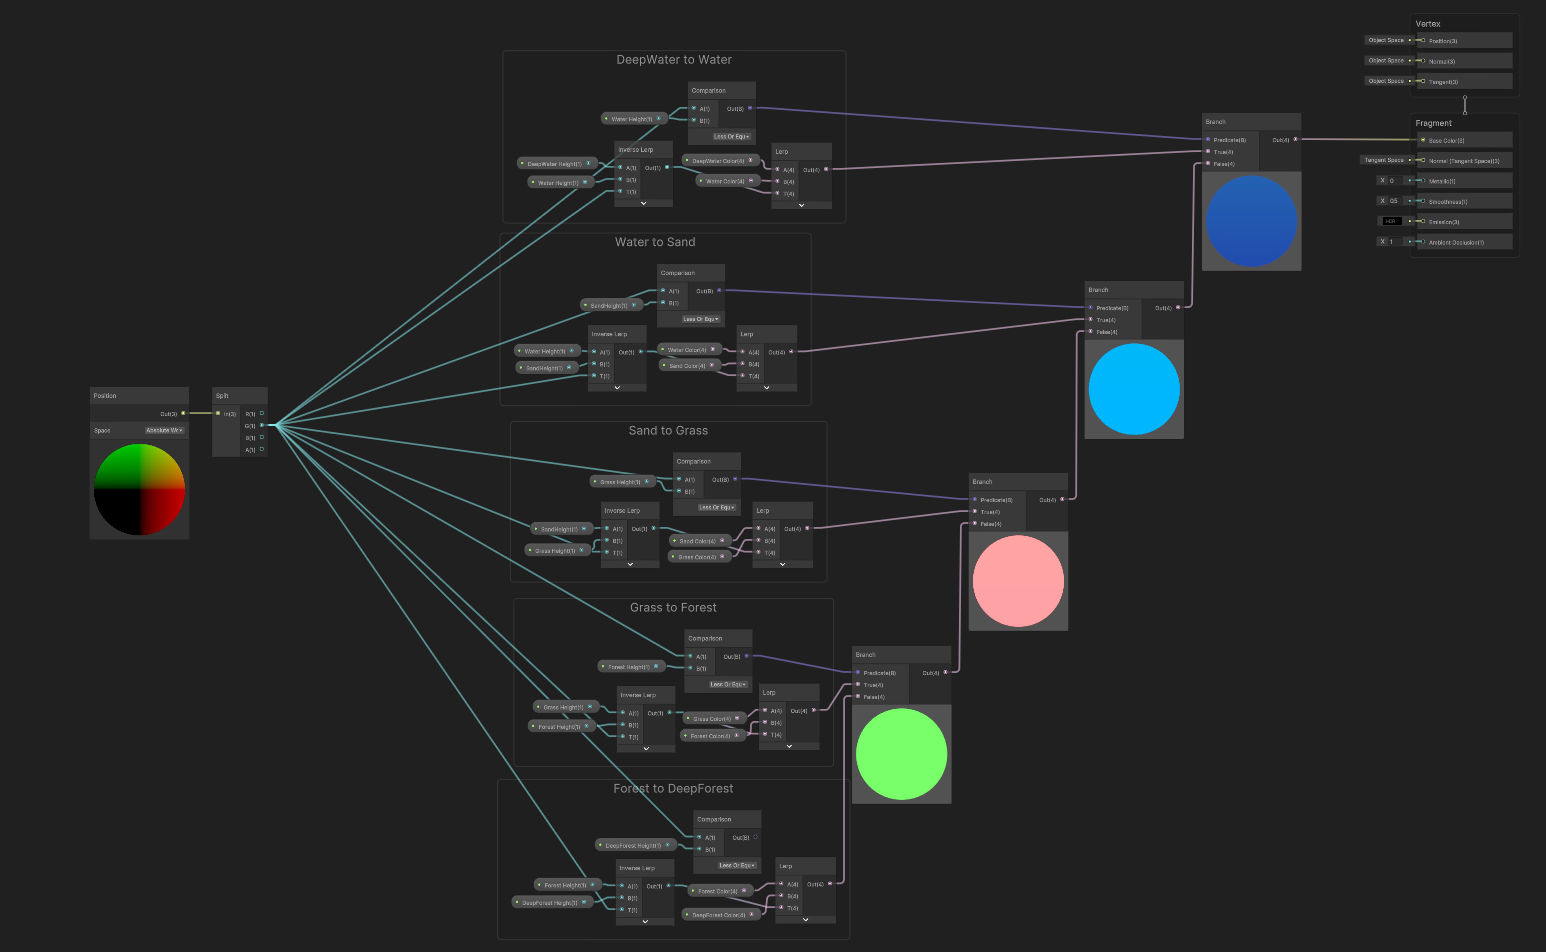 Position
Out(3)
Space
Absolute Wr
Split
In(3)
R(1)
G(1)
B(1)
A(1)
DeepWater to Water
Comparison
Water Height(1)
A(1)
B(1)
Out(B)
Less Or Equ
Inverse Lerp
DeepWater Height(1)
Water Height(1)
A(1)
B(1)
T(1)
Out(1)
DeepWater Color(4)
Water Color(4)
Lerp
A(4)
B(4)
T(4)
Out(4)
Water to Sand
Comparison
SandHeight(1)
A(1)
B(1)
Out(B)
Less Or Equ
Inverse Lerp
Water Height(1)
SandHeight(1)
A(1)
B(1)
T(1)
Out(1)
Water Color(4)
Sand Color(4)
Lerp
A(4)
B(4)
T(4)
Out(4)
Sand to Grass
Comparison
Grass Height(1)
A(1)
B(1)
Out(B)
Less Or Equ
Inverse Lerp
SandHeight(1)
Grass Height(1)
A(1)
B(1)
T(1)
Out(1)
Sand Color(4)
Grass Color(4)
Lerp
A(4)
B(4)
T(4)
Out(4)
Grass to Forest
Comparison
Forest Height(1)
A(1)
B(1)
Out(B)
Less Or Equ
Inverse Lerp
Grass Height(1)
Forest Height(1)
A(1)
B(1)
T(1)
Out(1)
Grass Color(4)
Forest Color(4)
Lerp
A(4)
B(4)
T(4)
Out(4)
Forest to DeepForest
Comparison
DeepForest Height(1)
A(1)
B(1)
Out(B)
Less Or Equ
Inverse Lerp
Forest Height(1)
DeepForest Height(1)
A(1)
B(1)
T(1)
Out(1)
Forest Color(4)
DeepForest Color(4)
Lerp
A(4)
B(4)
T(4)
Out(4)
Branch
Predicate(B)
True(4)
False(4)
Out(4)
Branch
Predicate(B)
True(4)
False(4)
Out(4)
Branch
Predicate(B)
True(4)
False(4)
Out(4)
Branch
Predicate(B)
True(4)
False(4)
Out(4)
Vertex
Object Space Position(3)
Object Space Normal(3)
Object Space Tangent(3)
Fragment
Base Color(3)
Tangent Space Normal (Tangent Space)(3)
X 0 Metallic(1)
X 0.5 Smoothness(1)
HDR Emission(3)
X 1 Ambient Occlusion(1)